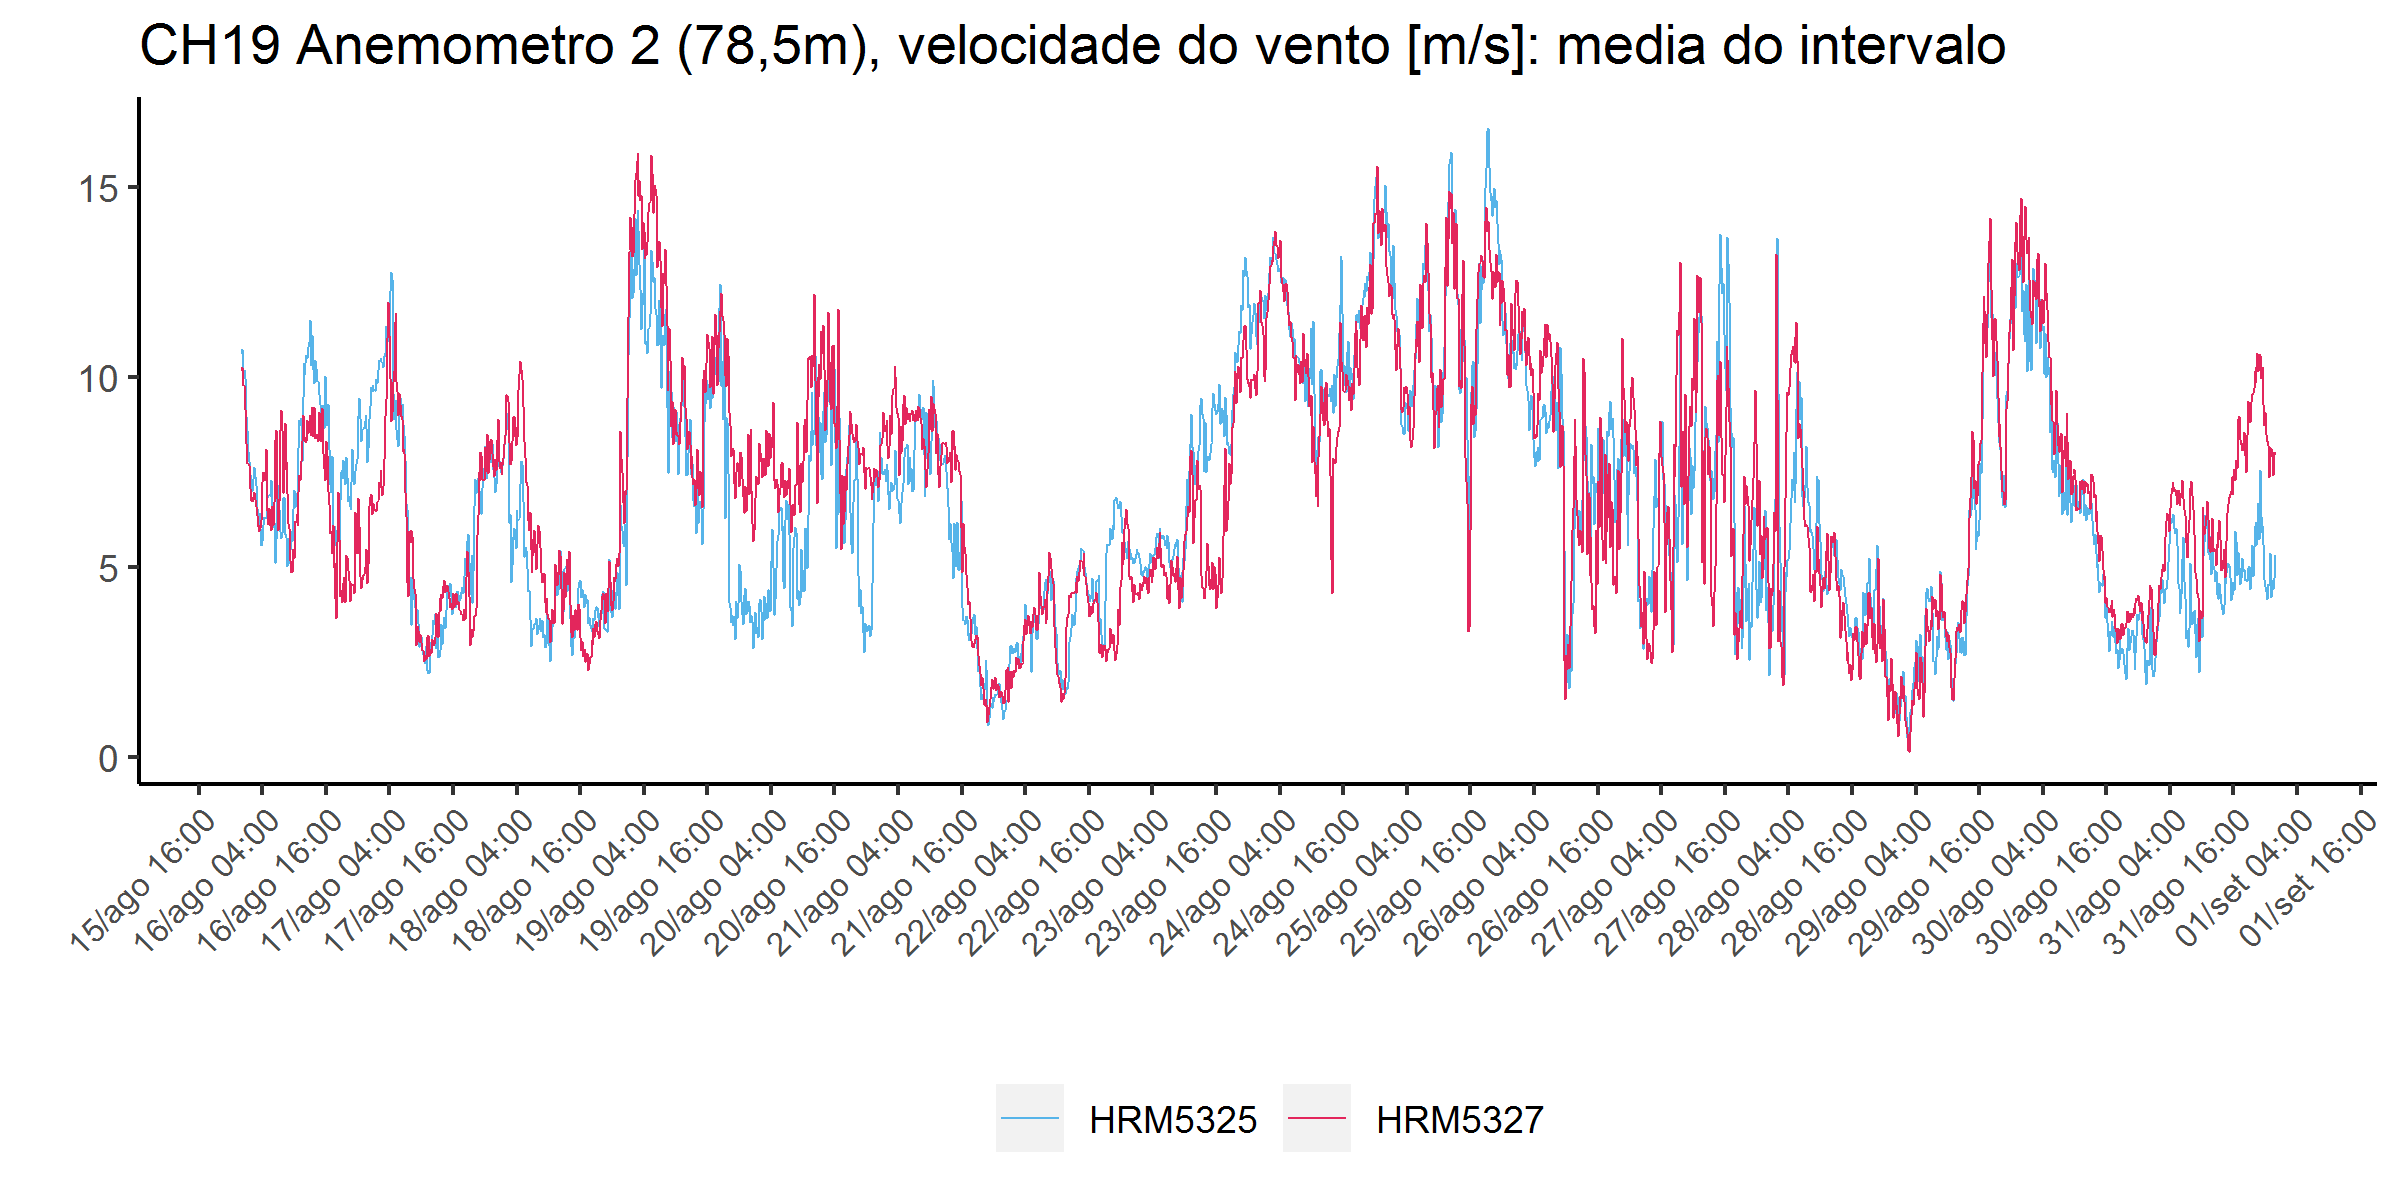 CH19 Anemometro 2 (78,5m), velocidade do vento [m/s]: media do intervalo
15
10
5
0
15/ago 16:00
16/ago 04:00
16/ago 16:00
17/ago 04:00
17/ago 16:00
18/ago 04:00
18/ago 16:00
19/ago 04:00
19/ago 16:00
20/ago 04:00
20/ago 16:00
21/ago 04:00
21/ago 16:00
22/ago 04:00
22/ago 16:00
23/ago 04:00
23/ago 16:00
24/ago 04:00
24/ago 16:00
25/ago 04:00
25/ago 16:00
26/ago 04:00
26/ago 16:00
27/ago 04:00
27/ago 16:00
28/ago 04:00
28/ago 16:00
29/ago 04:00
29/ago 16:00
30/ago 04:00
30/ago 16:00
31/ago 04:00
31/ago 16:00
01/set 04:00
01/set 16:00
HRM5325 HRM5327